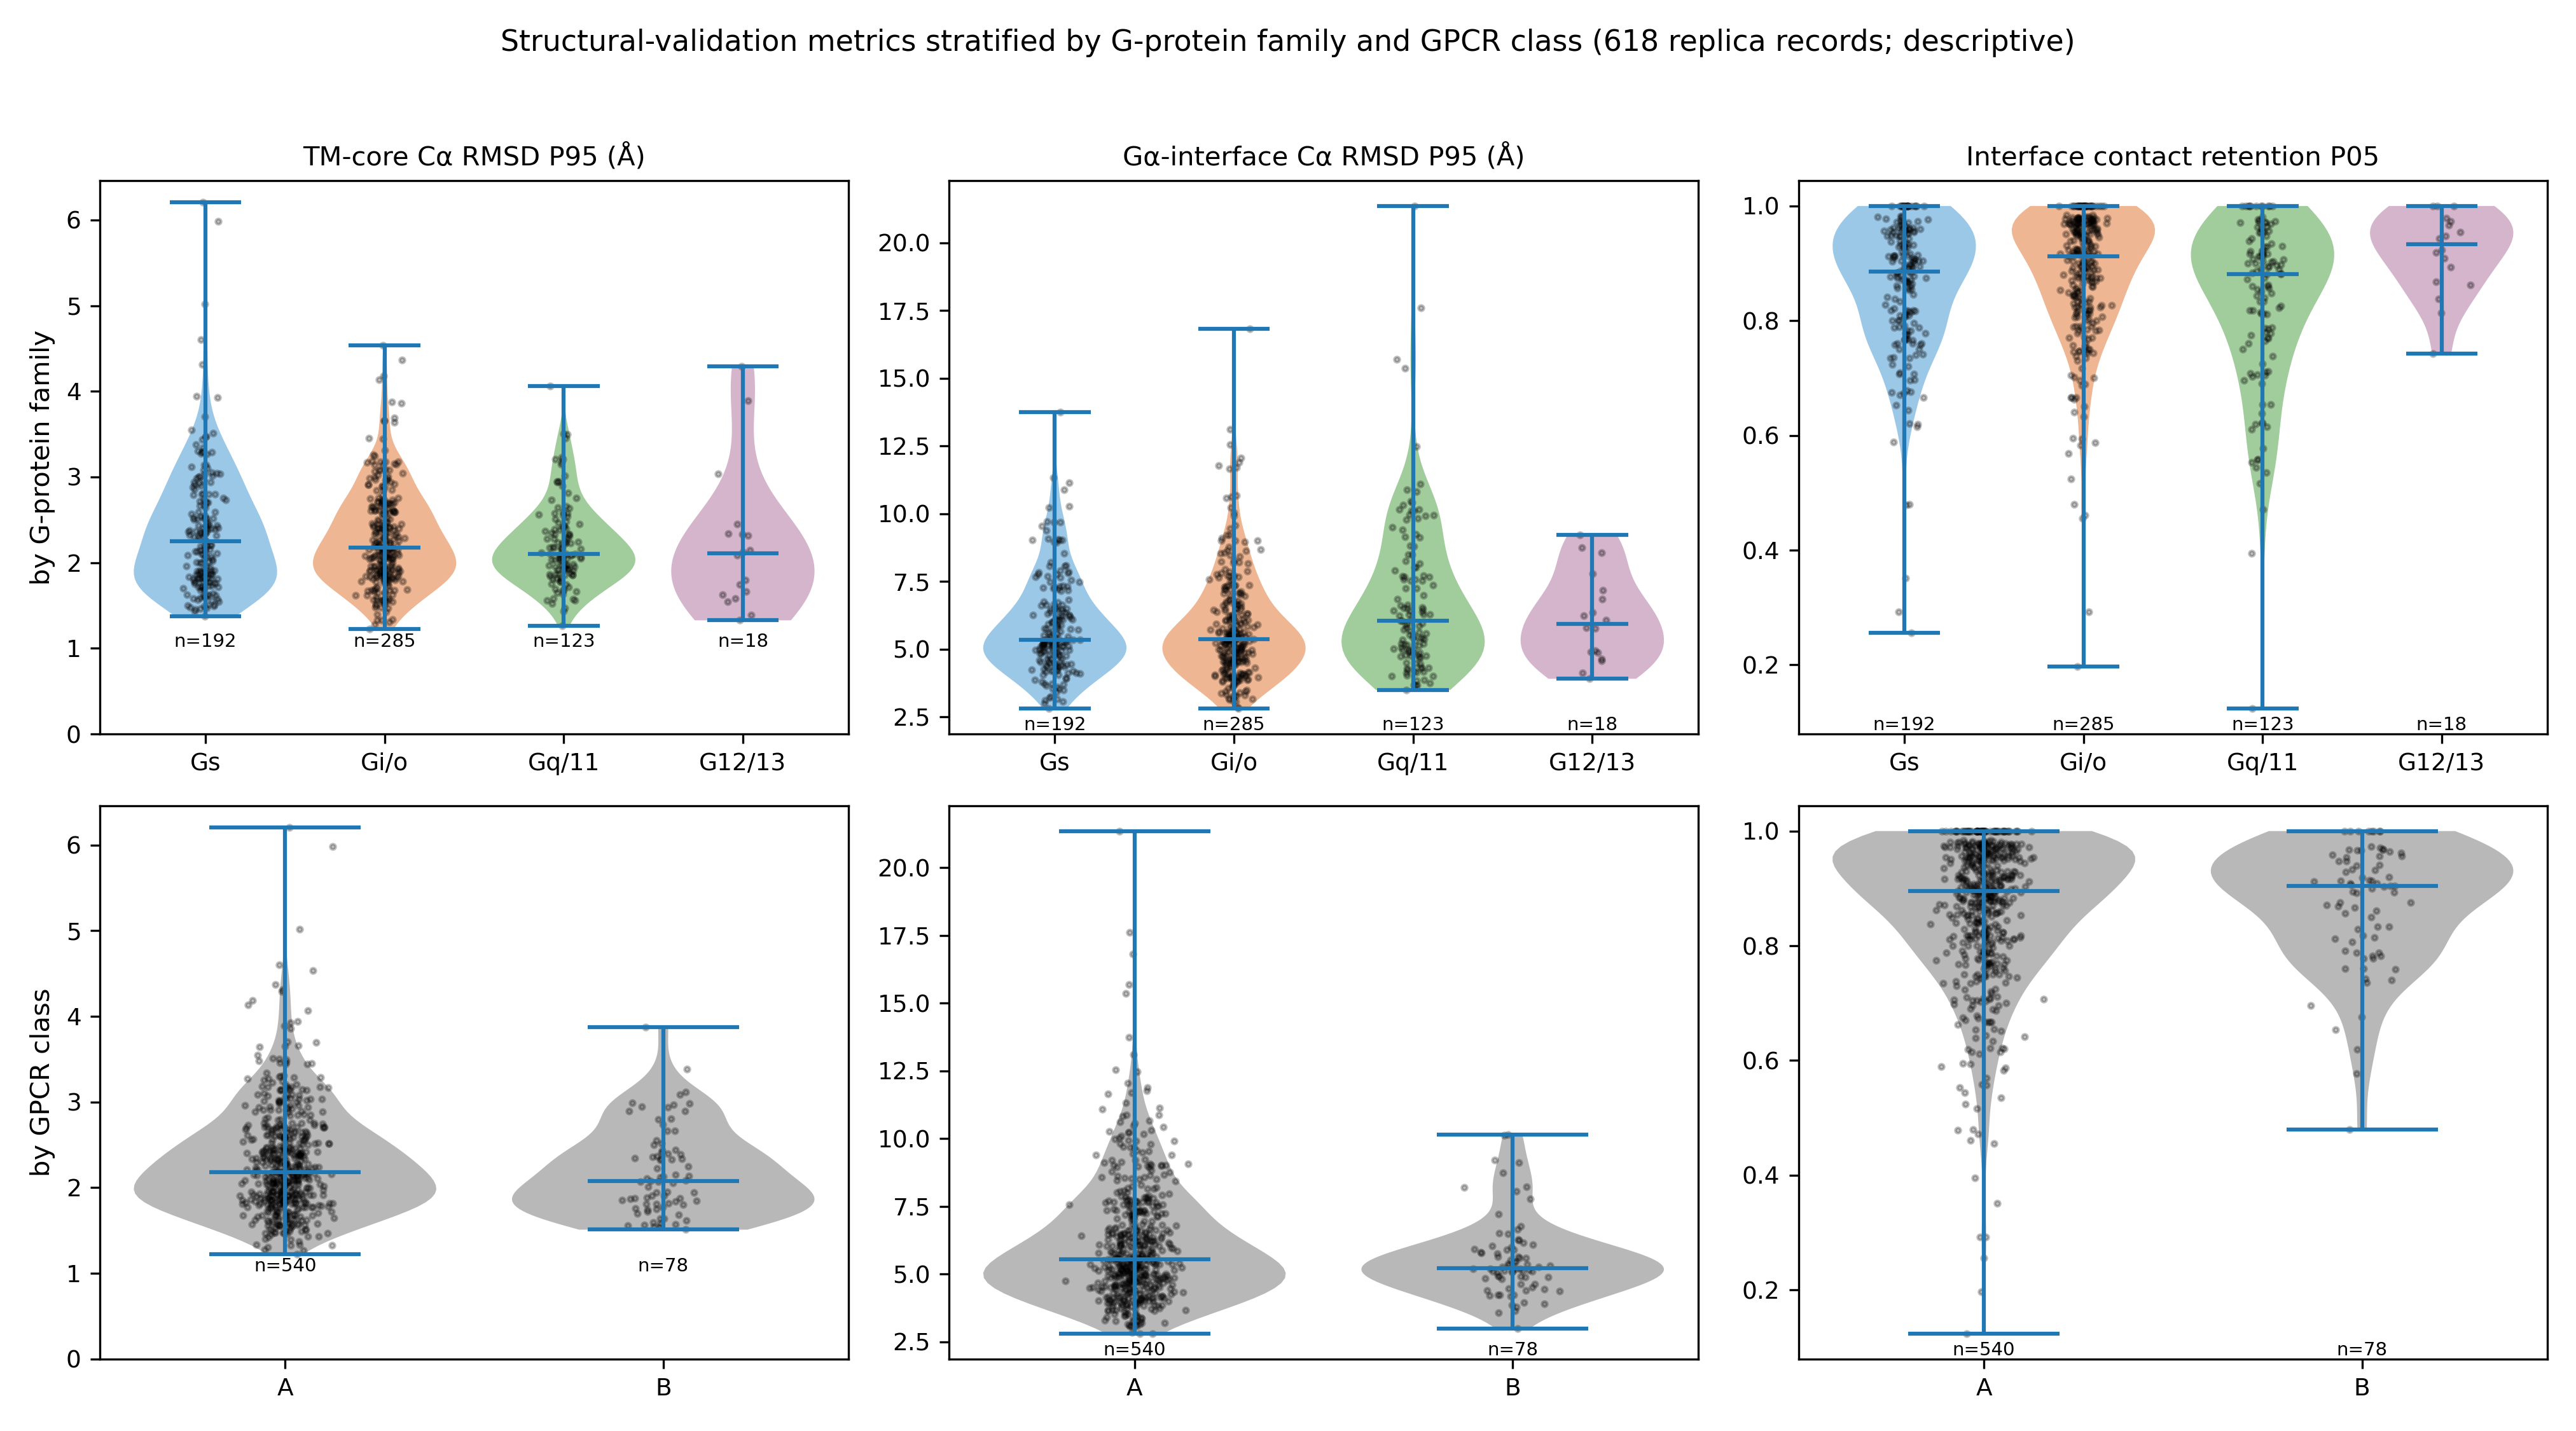 Structural-validation metrics stratified by G-protein family and GPCR class (618 replica records; descriptive)
TM-core Cα RMSD P95 (Å)
by G-protein family
6
5
4
3
2
1
0
n=192
n=285
n=123
n=18
Gs
Gi/o
Gq/11
G12/13
Gα-interface Cα RMSD P95 (Å)
20.0
17.5
15.0
12.5
10.0
7.5
5.0
2.5
n=192
n=285
n=123
n=18
Gs
Gi/o
Gq/11
G12/13
Interface contact retention P05
1.0
0.8
0.6
0.4
0.2
n=192
n=285
n=123
n=18
Gs
Gi/o
Gq/11
G12/13
by GPCR class
6
5
4
3
2
1
0
n=540
n=78
A
B
20.0
17.5
15.0
12.5
10.0
7.5
5.0
2.5
n=540
n=78
A
B
1.0
0.8
0.6
0.4
0.2
n=540
n=78
A
B